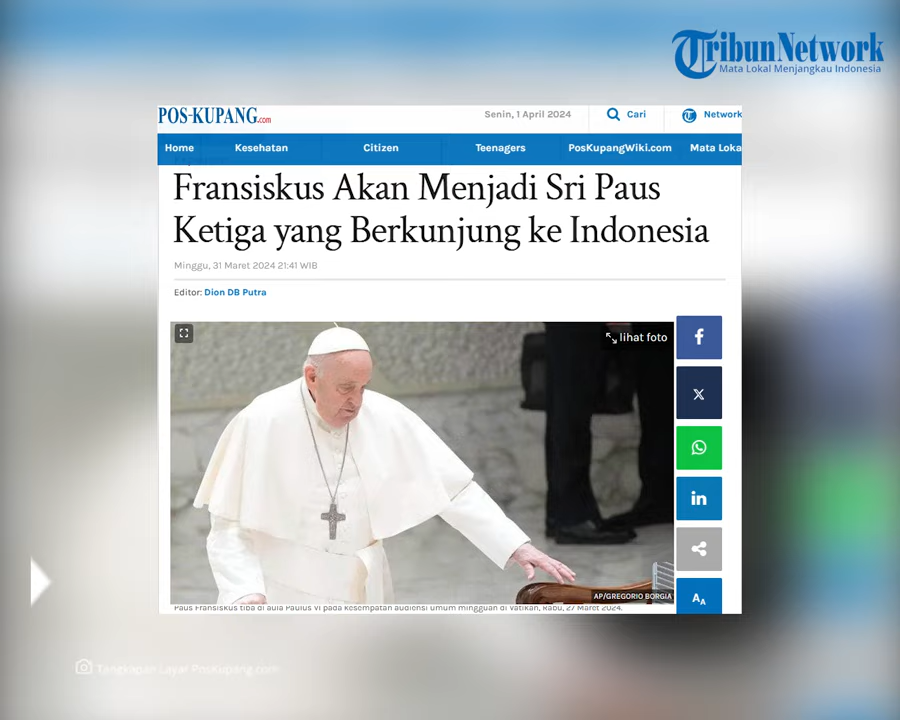 TribunNetwork
Mata Lokal Menjangkau Indonesia
POS-KUPANG.com
Senin, 1 April 2024
Cari
Network
Home
Kesehatan
Citizen
Teenagers
PosKupangWiki.com
Mata Loka
Fransiskus Akan Menjadi Sri Paus
Ketiga yang Berkunjung ke Indonesia
Minggu, 31 Maret 2024 21:41 WIB
Editor: Dion DB Putra
lihat foto
AP/GREGORIO BORGIA
Paus Fransiskus tiba di aula Paulus VI pada kesempatan audiensi umum mingguan di Vatikan, Rabu, 27 Maret 2024.
AA
Tangkapan Layar PosKupang.com